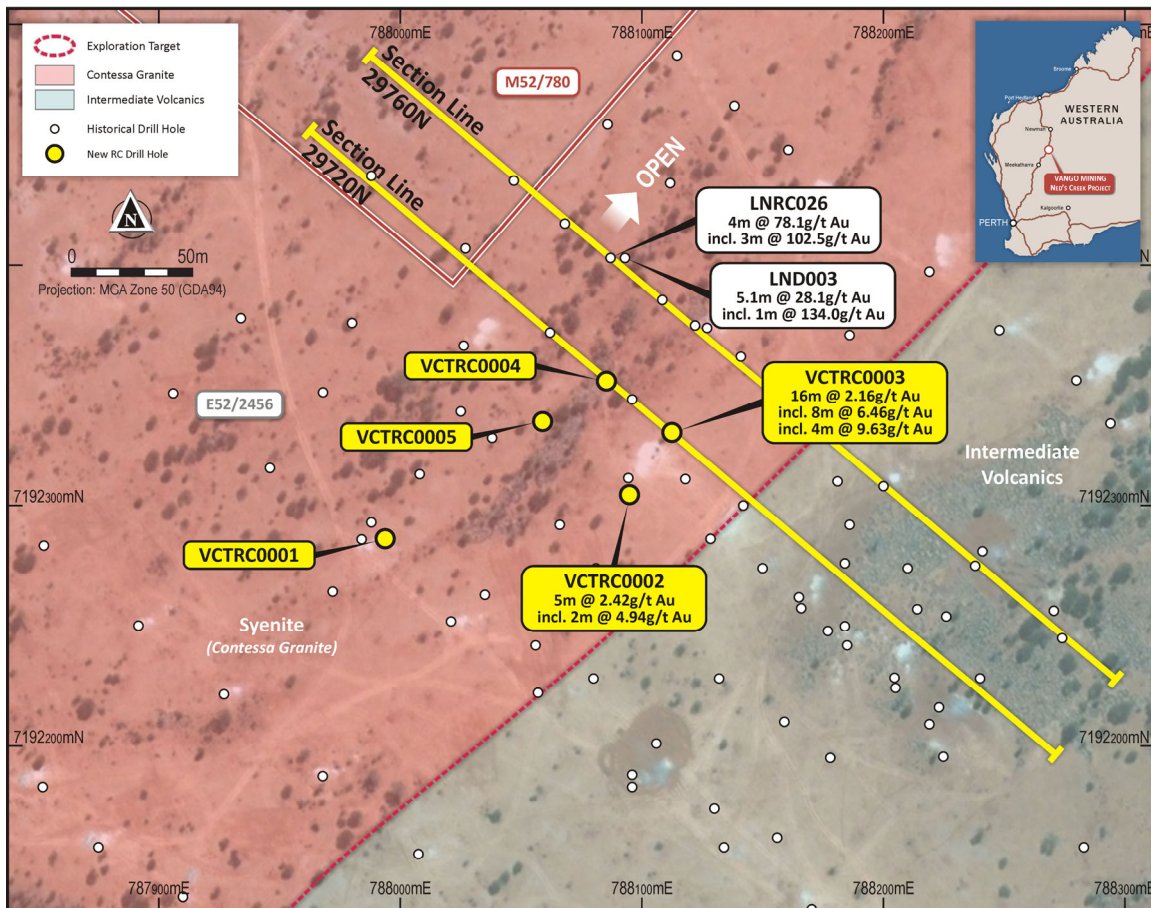 788000mE
788100mE
788200mE
mE
Exploration Target
Contessa Granite
Intermediate Volcanics
Historical Drill Hole
New RC Drill Hole
N
0
50m
Projection: MGA Zone 50 (GDA94)
Section Line
29760N
Section Line
29720N
M52/780
OPEN
Broome
Port Hedland
WESTERN
AUSTRALIA
Newman
Meekatharra
VANGO MINING
NED'S CREEK PROJECT
Kalgoorlie
PERTH
LNRC026
4m @ 78.1g/t Au
incl. 3m @ 102.5g/t Au
LND003
5.1m @ 28.1g/t Au
incl. 1m @ 134.0g/t Au
VCTRC0004
VCTRC0003
16m @ 2.16g/t Au
incl. 8m @ 6.46g/t Au
incl. 4m @ 9.63g/t Au
E52/2456
VCTRC0005
Intermediate
Volcanics
7192300mN
7192300mN
VCTRC0001
VCTRC0002
5m @ 2.42g/t Au
incl. 2m @ 4.94g/t Au
Syenite
(Contessa Granite)
7192200mN
7192200mN
787900mE
788000mE
788100mE
788200mE
788300mE